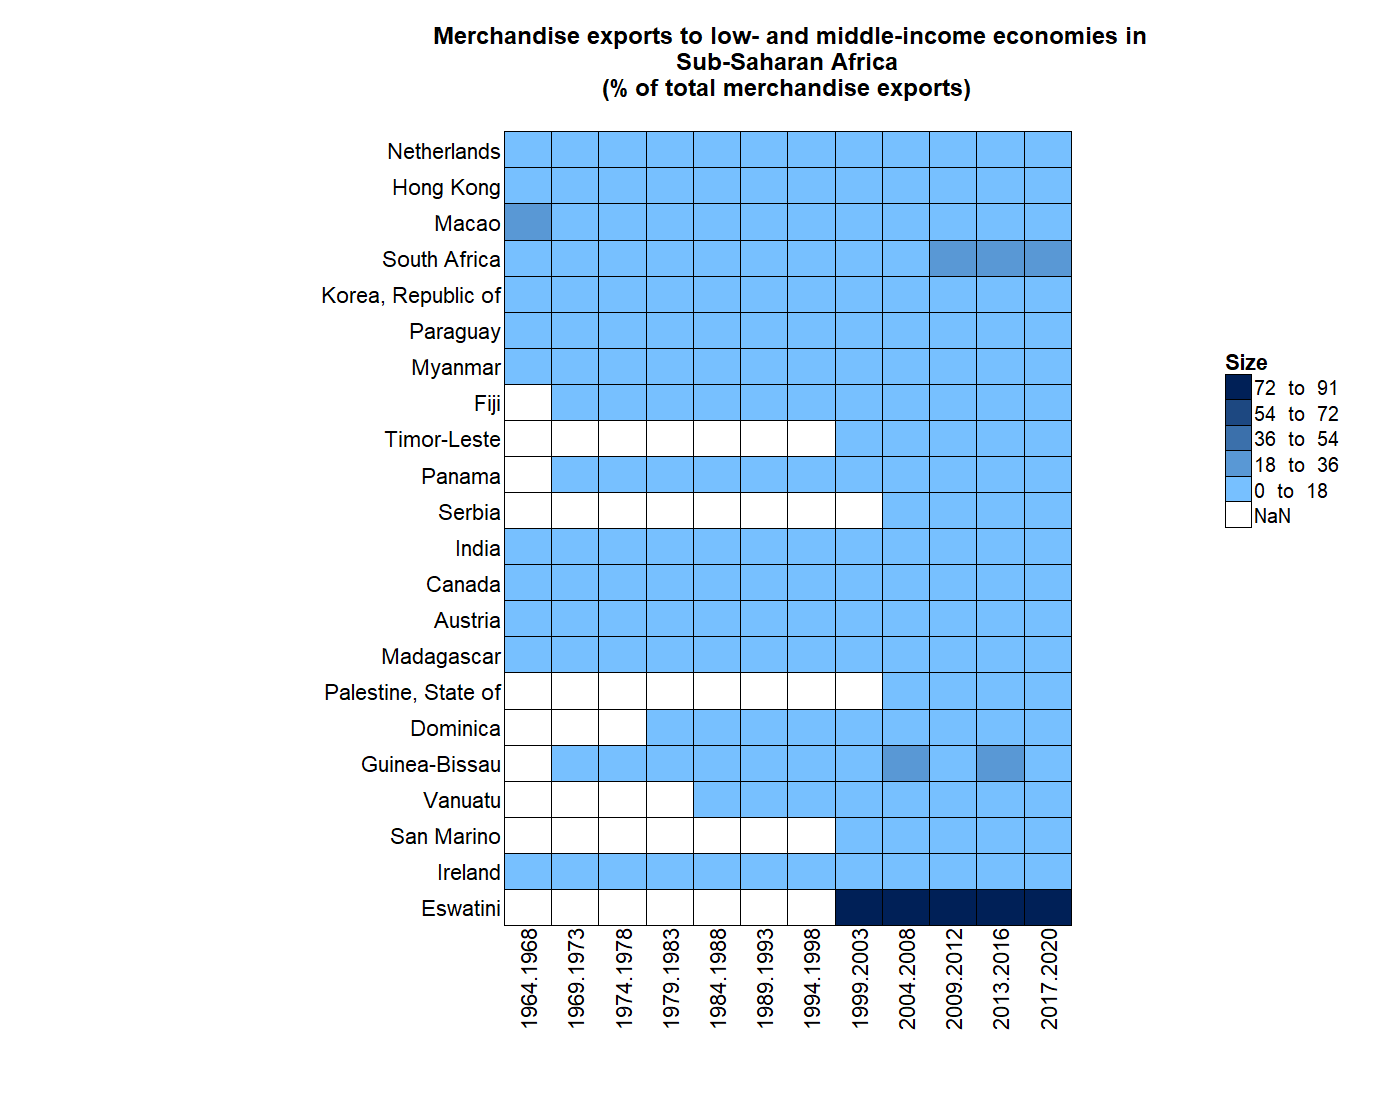 Merchandise exports to low- and middle-income economies in
Sub-Saharan Africa
(% of total merchandise exports)
Netherlands
Hong Kong
Macao
South Africa
Korea, Republic of
Paraguay
Myanmar
Fiji
Timor-Leste
Panama
Serbia
India
Canada
Austria
Madagascar
Palestine, State of
Dominica
Guinea-Bissau
Vanuatu
San Marino
Ireland
Eswatini
1964.1968
1969.1973
1974.1978
1979.1983
1984.1988
1989.1993
1994.1998
1999.2003
2004.2008
2009.2012
2013.2016
2017.2020
Size
72 to 91
54 to 72
36 to 54
18 to 36
0 to 18
NaN